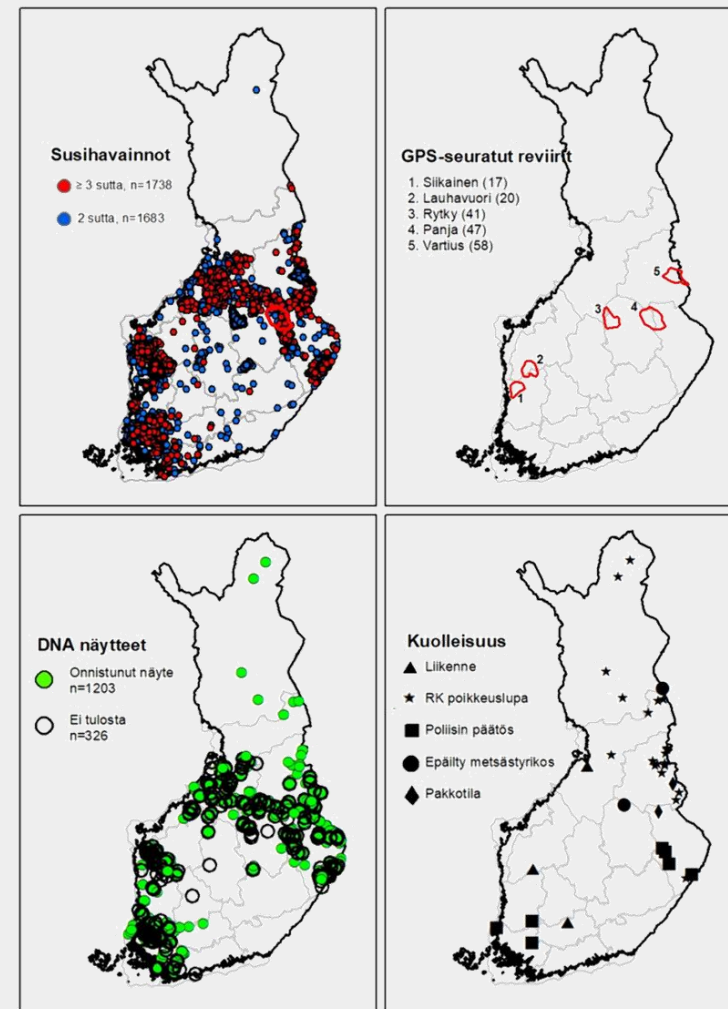 Susihavainnot
≥ 3 sutta, n=1738
2 sutta, n=1683
GPS-seuratut reviirit
1. Siikainen (17)
2. Lauhavuori (20)
3. Rytky (41)
4. Panja (47)
5. Vartius (58)
5
3
4
2
1
DNA näytteet
Onnistunut näyte
n=1203
Ei tulosta
n=326
Kuolleisuus
Liikenne
RK poikkeuslupa
Poliisin päätös
Epäilty metsästyrikos
Pakkotila